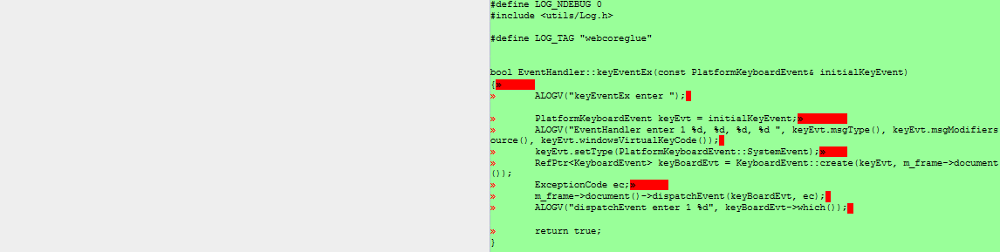 #define LOG_NDEBUG 0
#include <utils/Log.h>
#define LOG_TAG "webcoreglue"
bool EventHandler::keyEventEx(const PlatformKeyboardEvent& initialKeyEvent)
{»
» ALOGV("keyEventEx enter ");
» PlatformKeyboardEvent keyEvt = initialKeyEvent;»
» ALOGV("EventHandler enter 1 %d, %d, %d, %d ", keyEvt.msgType(), keyEvt.msgModifiers
ource(), keyEvt.windowsVirtualKeyCode());
» keyEvt.setType(PlatformKeyboardEvent::SystemEvent);»
» RefPtr<KeyboardEvent> keyBoardEvt = KeyboardEvent::create(keyEvt, m_frame->document
());
» ExceptionCode ec;»
» m_frame->document()->dispatchEvent(keyBoardEvt, ec);
» ALOGV("dispatchEvent enter 1 %d", keyBoardEvt->which());
» return true;
}